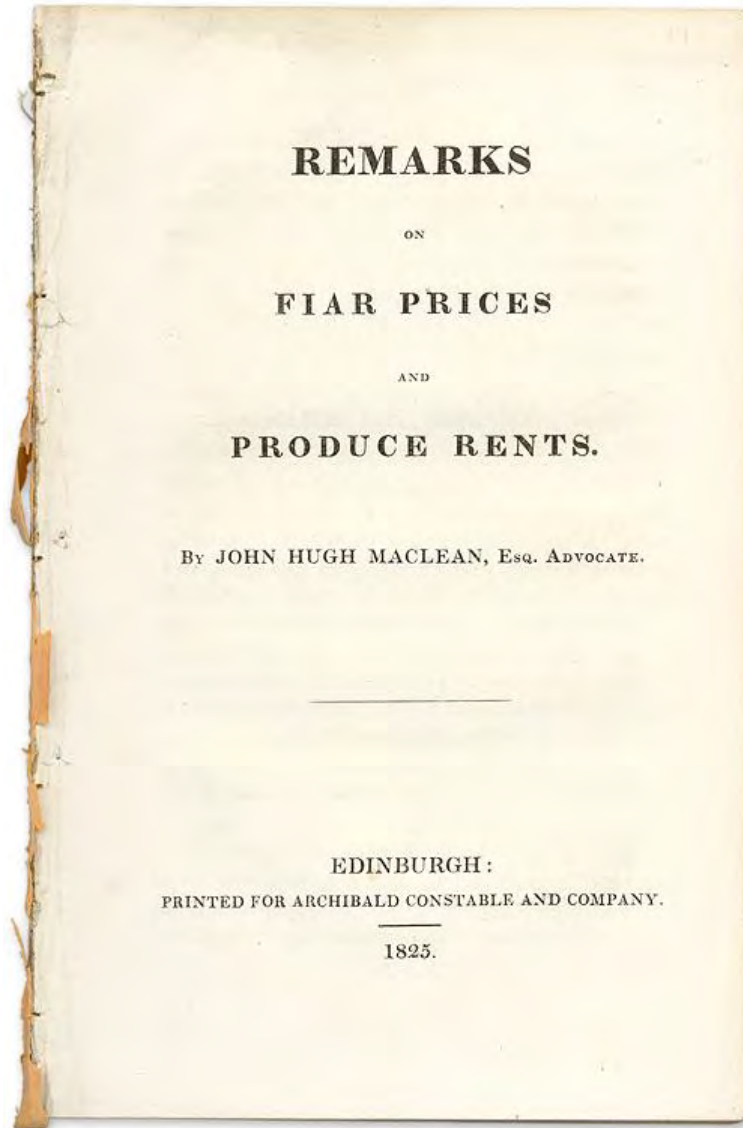 REMARKS
ON
FIAR PRICES
AND
PRODUCE RENTS.
By JOHN HUGH MACLEAN, Esq. Advocate.
EDINBURGH:
PRINTED FOR ARCHIBALD CONSTABLE AND COMPANY.
1825.